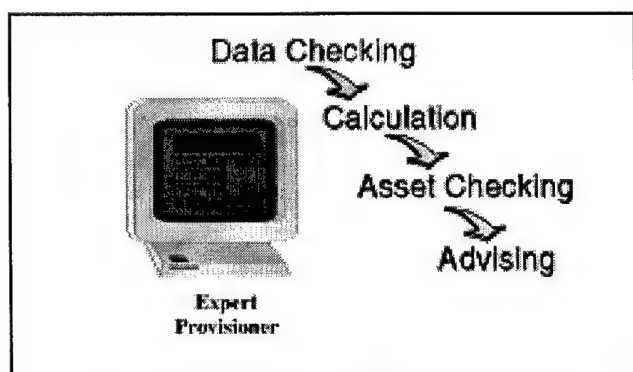 Data Checking
Calculation
Asset Checking
Advising
Expert
Provisioner